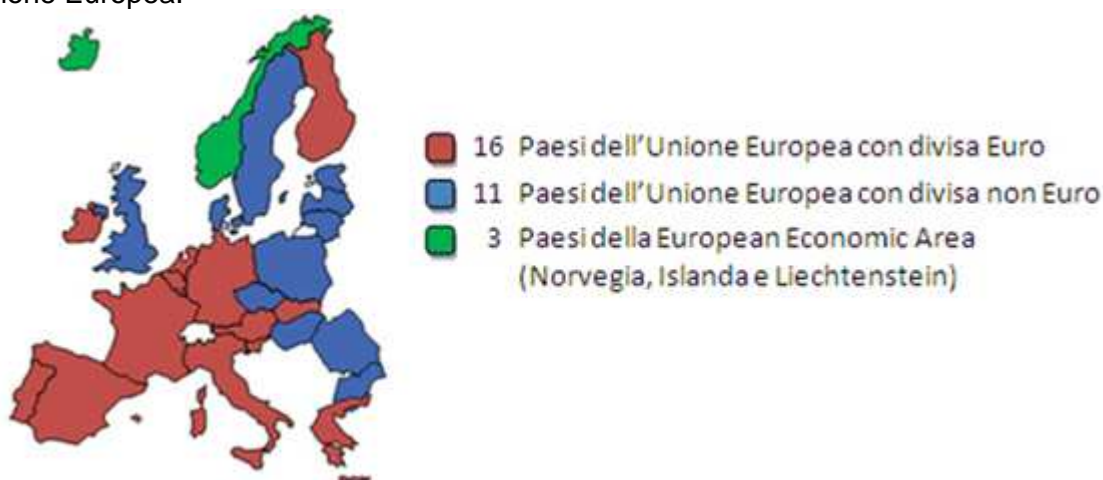 ione Europea.
16 Paesi dell'Unione Europea con divisa Euro
11 Paesi dell'Unione Europea con divisa non Euro
3 Paesi della European Economic Area
(Norvegia, Islanda e Liechtenstein)